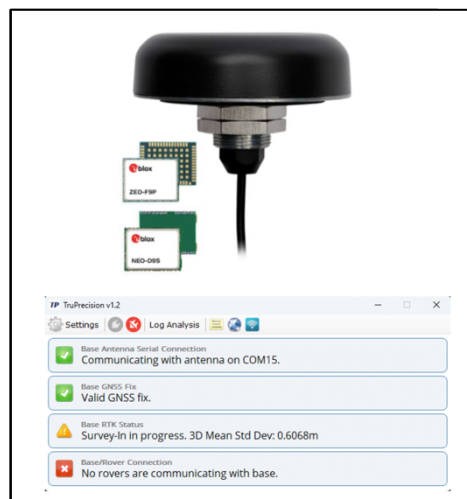 blox
ZED-F9P
blox
NEO-D9S
TP TruPrecision v1.2
Settings Log Analysis
Base Antenna Serial Connection
Communicating with antenna on COM15.
Base GNSS Fix
Valid GNSS fix.
Base RTK Status
Survey-In in progress. 3D Mean Std Dev: 0.6068m
Base/Rover Connection
No rovers are communicating with base.